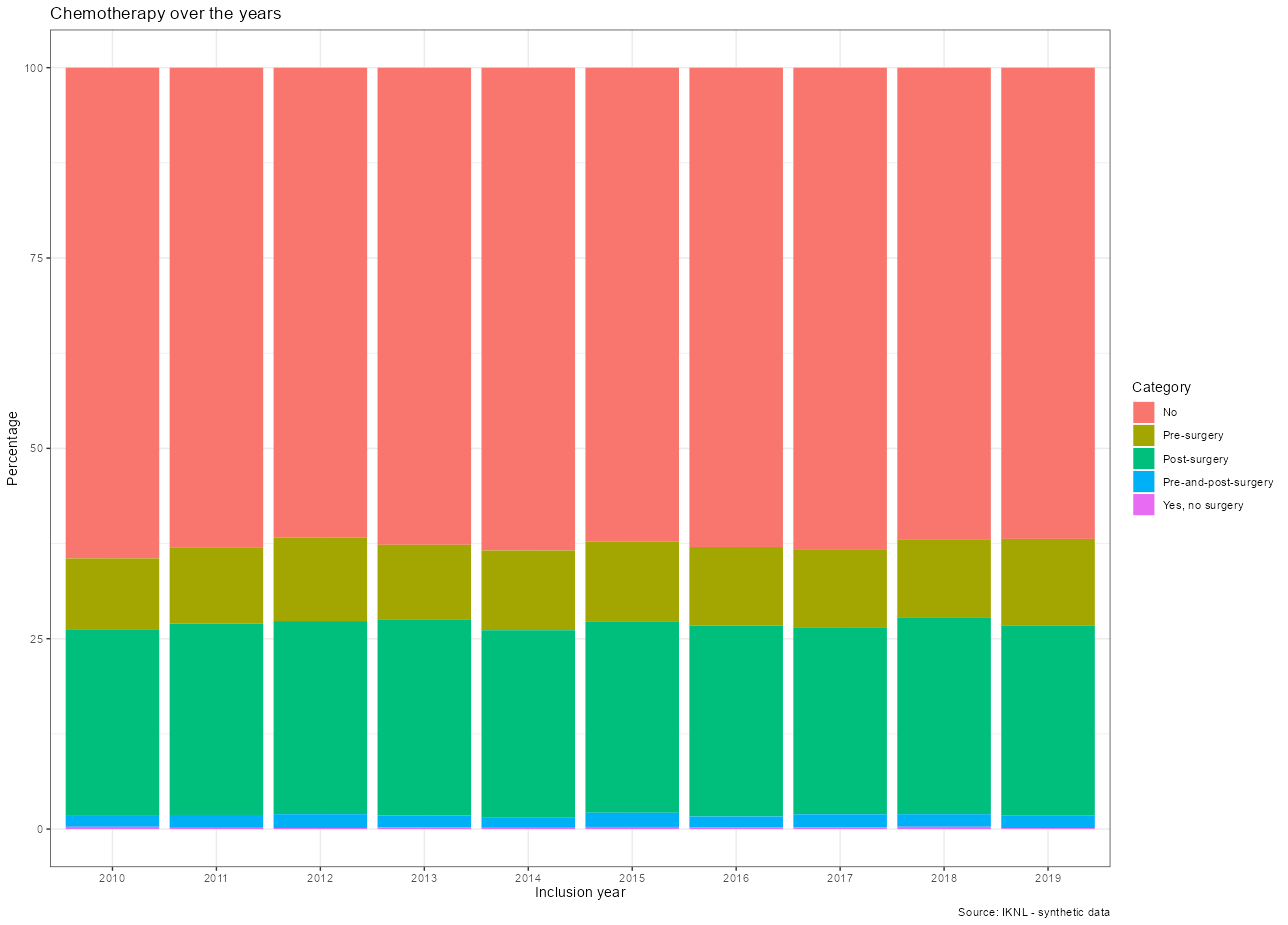 Chemotherapy over the years
100
75
50
25
0
Percentage
2010 2011 2012 2013 2014 2015 2016 2017 2018 2019
Inclusion year
Category
No
Pre-surgery
Post-surgery
Pre-and-post-surgery
Yes, no surgery
Source: IKNL - synthetic data